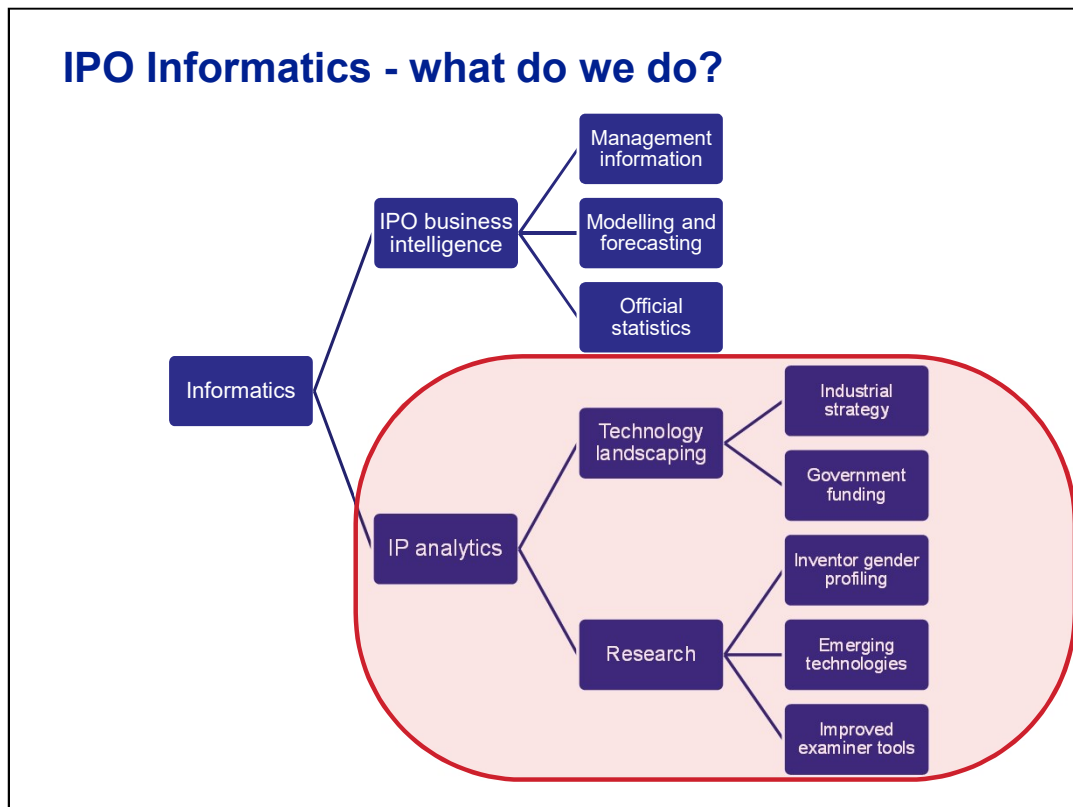 IPO Informatics - what do we do?
Management
information
IPO business
intelligence
Modelling and
forecasting
Official
statistics
Informatics
Industrial
strategy
Technology
landscaping
Government
funding
IP analytics
Inventor gender
profiling
Research
Emerging
technologies
Improved
examiner tools